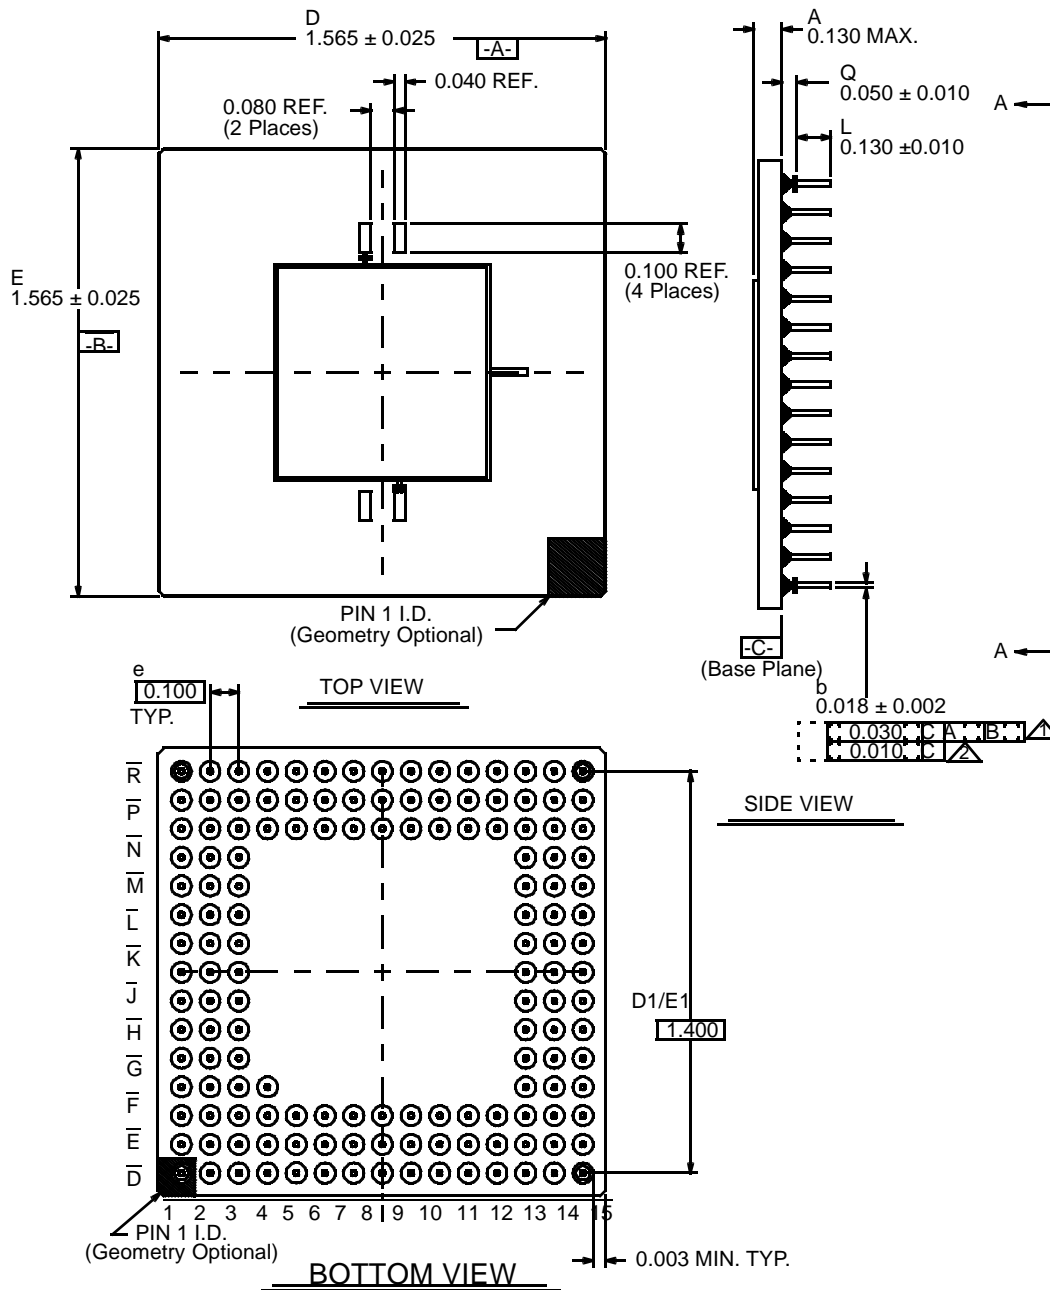 D
1.565 ± 0.025
-A-
0.040 REF.
0.080 REF.
(2 Places)
A
0.130 MAX.
Q
0.050 ± 0.010
A
L
0.130 ±0.010
E
1.565 ± 0.025
-B-
0.100 REF.
(4 Places)
PIN 1 I.D.
(Geometry Optional)
-C-
(Base Plane)
A
b
0.018 ± 0.002
0.030 C A B 1
0.010 C 2
e
0.100
TYP.
TOP VIEW
SIDE VIEW
R
P
N
M
L
K
J
H
G
F
E
D
D1/E1
1.400
1 2 3 4 5 6 7 8 9 10 11 12 13 14 15
PIN 1 I.D.
(Geometry Optional)
0.003 MIN. TYP.
BOTTOM VIEW